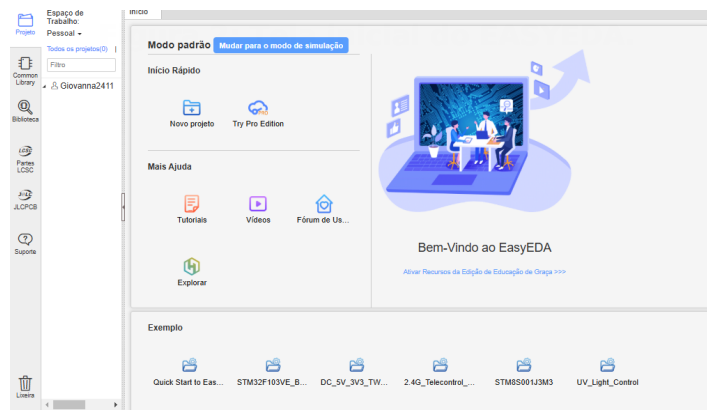 Início
Espaço de
Trabalho:
Pessoal
Todos os projetos(0) |
Filtro
Giovanna2411
Projeto
Common
Library
Biblioteca
Partes
LCSC
JLCPCB
Suporte
Lixeira
Modo padrão Mudar para o modo de simulação
Início Rápido
Novo projeto Try Pro Edition
Mais Ajuda
Tutoriais Vídeos Fórum de Us...
Explorar
Bem-Vindo ao EasyEDA
Ativar Recursos da Edição de Educação de Graça >>>
Exemplo
Quick Start to Eas... STM32F103VE_B... DC_5V_3V3_TW... 2.4G_Telecontrol_... STM8S001J3M3 UV_Light_Control